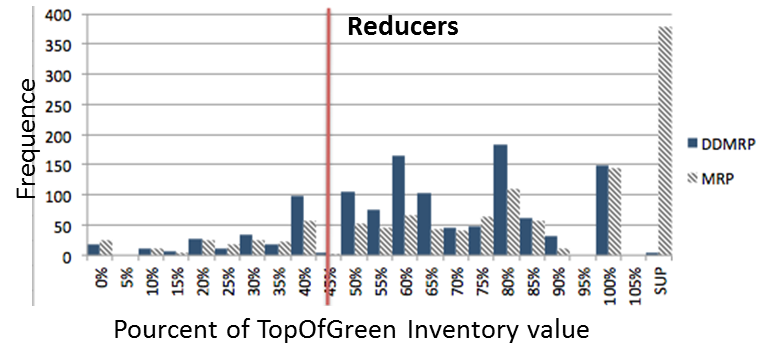 Reducers
400
350
300
250
200
150
100
50
0
Frequence
DDMRP
MRP
0% 5% 10% 15% 20% 25% 30% 35% 40% 45% 50% 55% 60% 65% 70% 75% 80% 85% 90% 95% 100% 105% SUP
Pourcent of TopOfGreen Inventory value